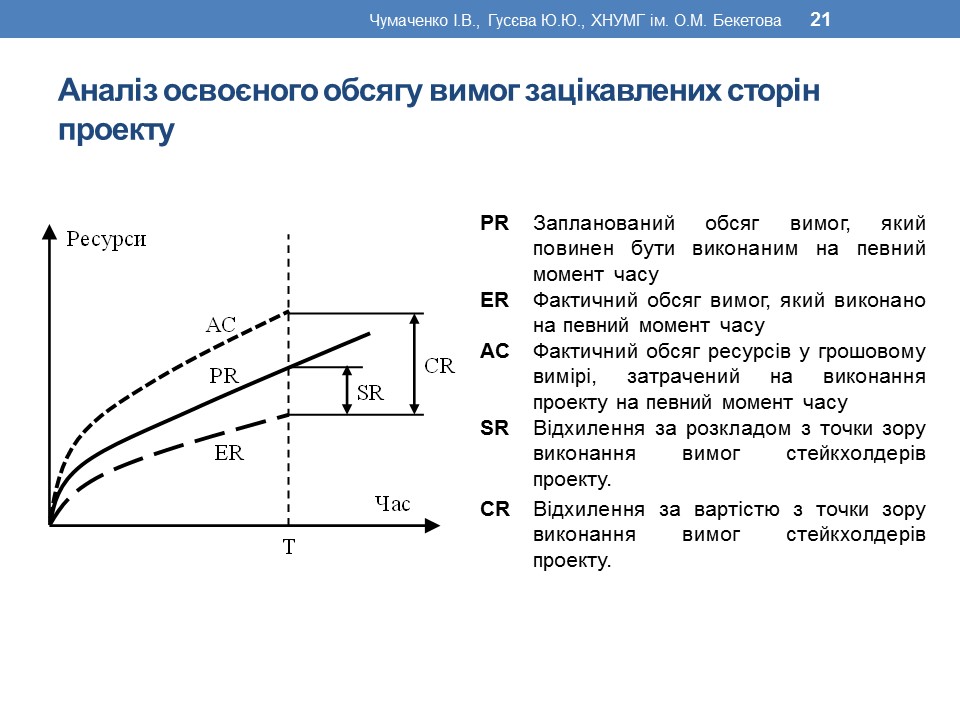 Чумаченко І.В., Гусєва Ю.Ю., ХНУМГ ім. О.М. Бекетова 21
Аналіз освоєного обсягу вимог зацікавлених сторін
проекту
Ресурси
AC
PR
CR
SR
ER
Час
T
PR Запланований обсяг вимог, який
повинен бути виконаним на певний
момент часу
ER Фактичний обсяг вимог, який виконано
на певний момент часу
AC Фактичний обсяг ресурсів у грошовому
вимірі, затрачений на виконання
проекту на певний момент часу
SR Відхилення за розкладом з точки зору
виконання вимог стейкхолдерів
проекту.
CR Відхилення за вартістю з точки зору
виконання вимог стейкхолдерів
проекту.